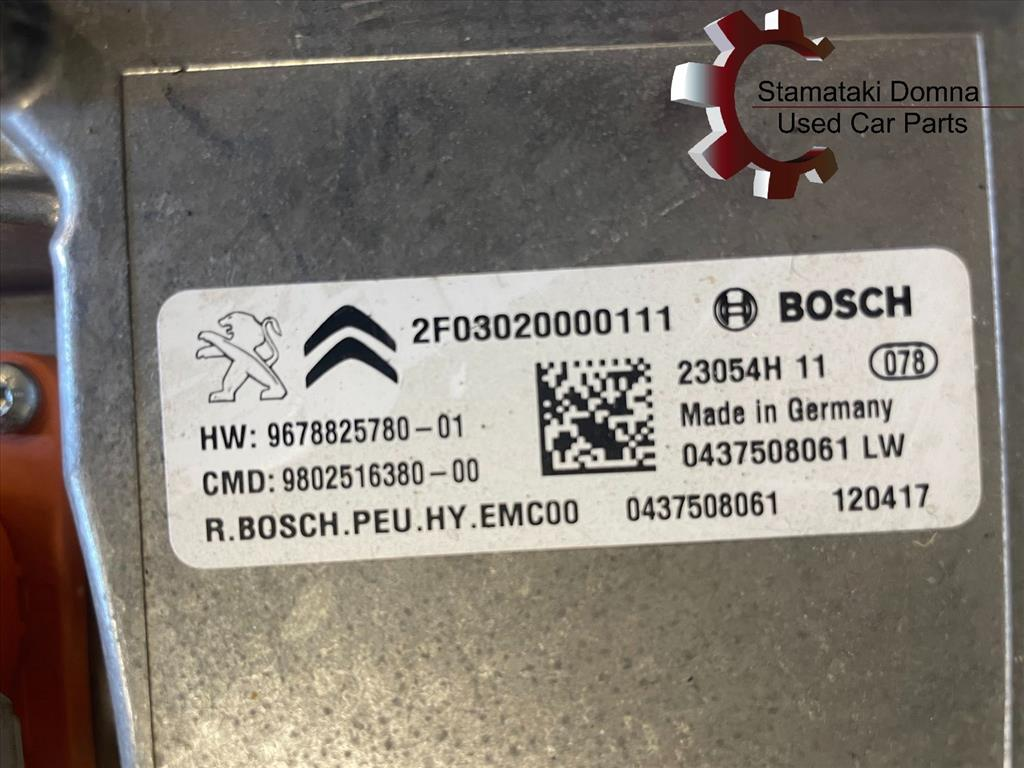 Stamataki Domna
Used Car Parts
2F03020000111
BOSCH
23054H 11 078
Made in Germany
HW: 9678825780-01
0437508061 LW
CMD: 9802516380-00
R.BOSCH.PEU.HY.EMC00 0437508061 120417